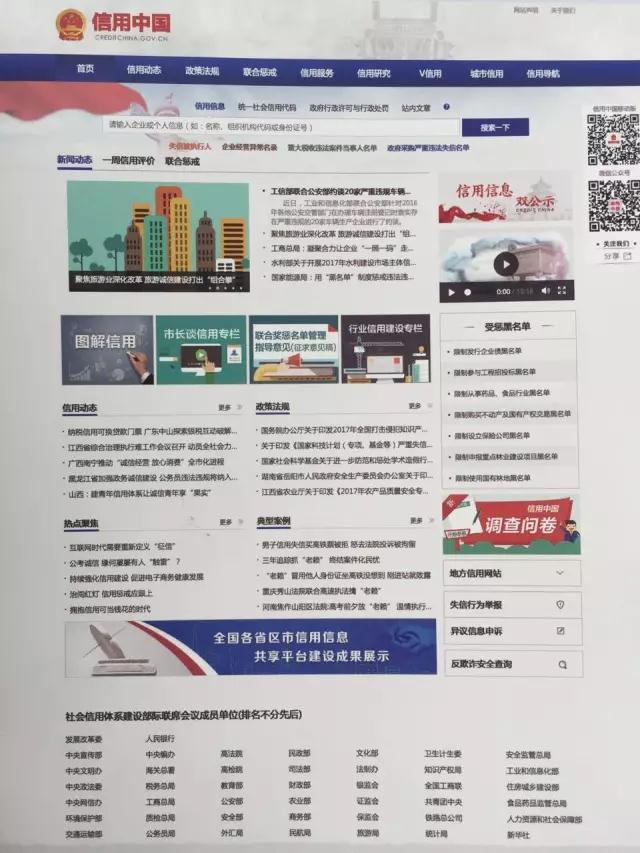 网站声明 关于我们
信用中国
CREDITCHINA.GOV.CN
首页 信用动态 政策法规 联合惩戒 信用服务 信用研究 V信用 城市信用 信用导航
信用信息 统一社会信用代码 政府行政许可与行政处罚 站内文章
请输入企业或个人信息（如：名称、组织机构代码或身份证号） 搜索一下
失信被执行人 企业经营异常名录 重大税收违法案件当事人名单 政府采购严重违法失信名单
信用中国移动版
微信公众号
关注我们
分享
新闻动态 一周信用评价 联合惩戒
聚焦旅游业深化改革 旅游诚信建设打出“组合拳”
工信部联合公安部约谈20家严重违规车辆...
近日，工业和信息化部联合公安部针对2016
年各地公安交警部门在办理车辆注册登记时查实存
在严重违规的20家车辆生产企业进行了约谈。
聚焦旅游业深化改革 旅游诚信建设打出“组...
工商总局：凝聚合力让企业“一照一码”走...
水利部关于开展2017年水利建设市场主体信...
国家能源局：用“黑名单”制度惩戒违法违...
信用信息 双公示
0:00
图解信用
市长谈信用专栏
联合奖惩名单管理
指导意见(征求意见稿)
行业信用建设专栏
受惩黑名单
限制发行企业债黑名单
限制参与工程招投标黑名单
限制从事药品、食品行业黑名单
限制购买不动产及国有产权交易黑名单
限制设立保险公司黑名单
限制申报重点林业建设项目黑名单
限制使用国有林地黑名单
信用动态 更多
纳税信用可换贷款门票 广东中山探索银税互动破解...
江西省综合治理执行难工作会议召开 动员全社会力...
广西南宁推动“诚信经营 放心消费”全市化进程
黑龙江省加强政务诚信建设 公务员违法违规将纳入...
山西：建青年信用体系让诚信青年享“果实”
政策法规 更多
国务院办公厅关于印发2017年全国打击侵犯知识产...
关于印发《国家科技计划（专项、基金等）严重失信...
国家社会科学基金关于进一步防范和惩处学术造假行...
湖南省岳阳市人民政府安全生产委员会办公室关于印...
江西省农业厅关于印发《2017年农产品质量安全专...
热点聚焦 更多
互联网时代需要重新定义“征信”
公考诚信 缘何屡屡有人“触雷”？
持续强化信用建设 促进电子商务健康发展
治闯红灯 信用惩戒应跟上
拥抱信用可当钱花的时代
典型案例 更多
男子信用失信买高铁票被拒 怒去法院投诉被拘留
三年追踪抓“老赖” 终结案件化民忧
“老赖”冒用他人身份证坐高铁没想到 刚进站就败露
重庆秀山法院联合高速执法擒“老赖”
河南焦作山阳区法院:高考前夕放“老赖” 温情执行...
信用中国
调查问卷
地方信用网站
失信行为举报
异议信息申诉
反欺诈安全查询
全国各省区市信用信息
共享平台建设成果展示
社会信用体系建设部际联席会议成员单位(排名不分先后)
发展改革委 人民银行
中央宣传部 中央编办 高法院 民政部 文化部 卫生计生委 安全监管总局
中央文明办 海关总署 高检院 司法部 法制办 知识产权局 工业和信息化部
中央政法委 税务总局 教育部 财政部 银监会 全国工商联 住房城乡建设部
中央网信办 工商总局 公安部 农业部 证监会 共青团中央 食品药品监管总局
环境保护部 质检总局 安全部 商务部 保监会 铁路总公司 人力资源和社会保障部
交通运输部 公务员局 外汇局 民航局 旅游局 统计局 新华社